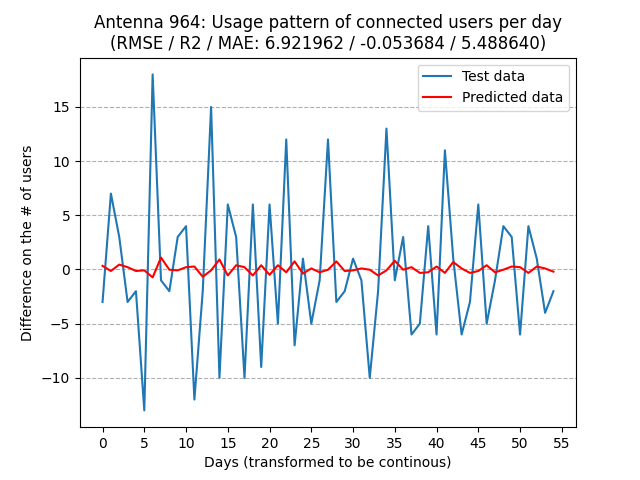 Antenna 964: Usage pattern of connected users per day
(RMSE / R2 / MAE: 6.921962 / -0.053684 / 5.488640)
Test data
Predicted data
Difference on the # of users
15
10
5
0
−5
−10
0 5 10 15 20 25 30 35 40 45 50 55
Days (transformed to be continous)